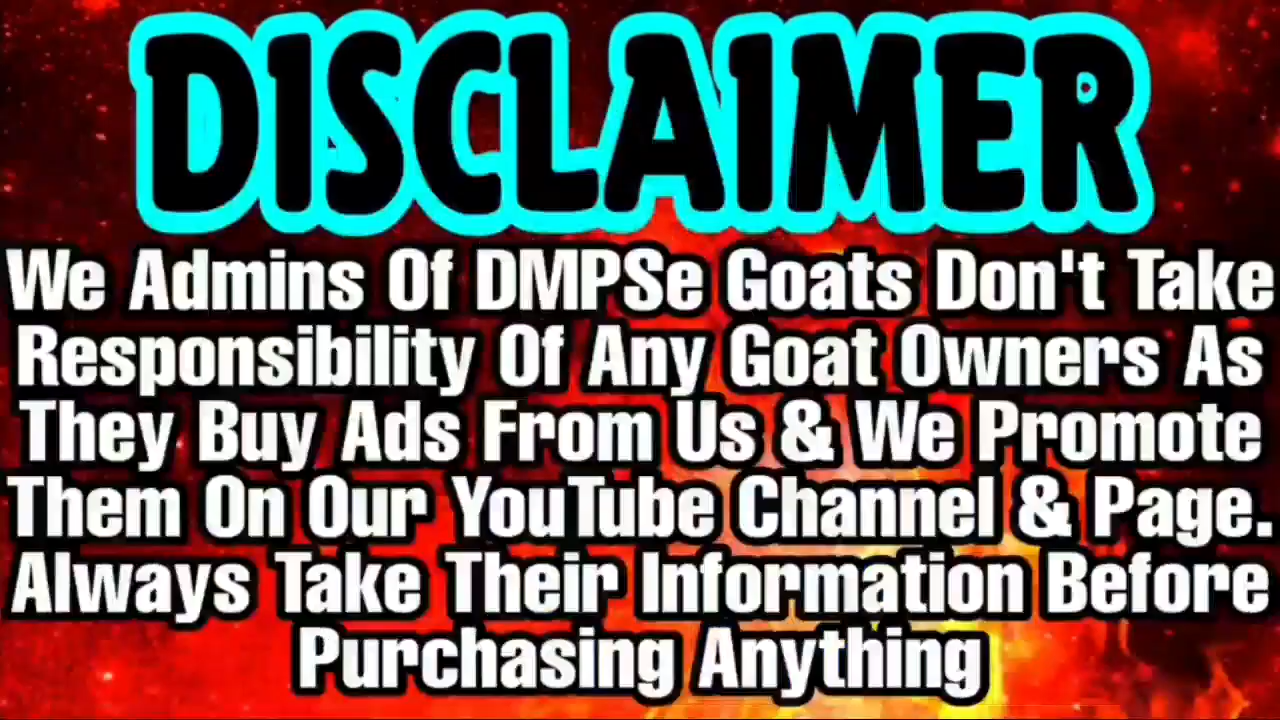 DISCLAIMER
We Admins Of DMPSe Goats Don't Take
Responsibility Of Any Goat Owners As
They Buy Ads From Us & We Promote
Them On Our YouTube Channel & Page.
Always Take Their Information Before
Purchasing Anything